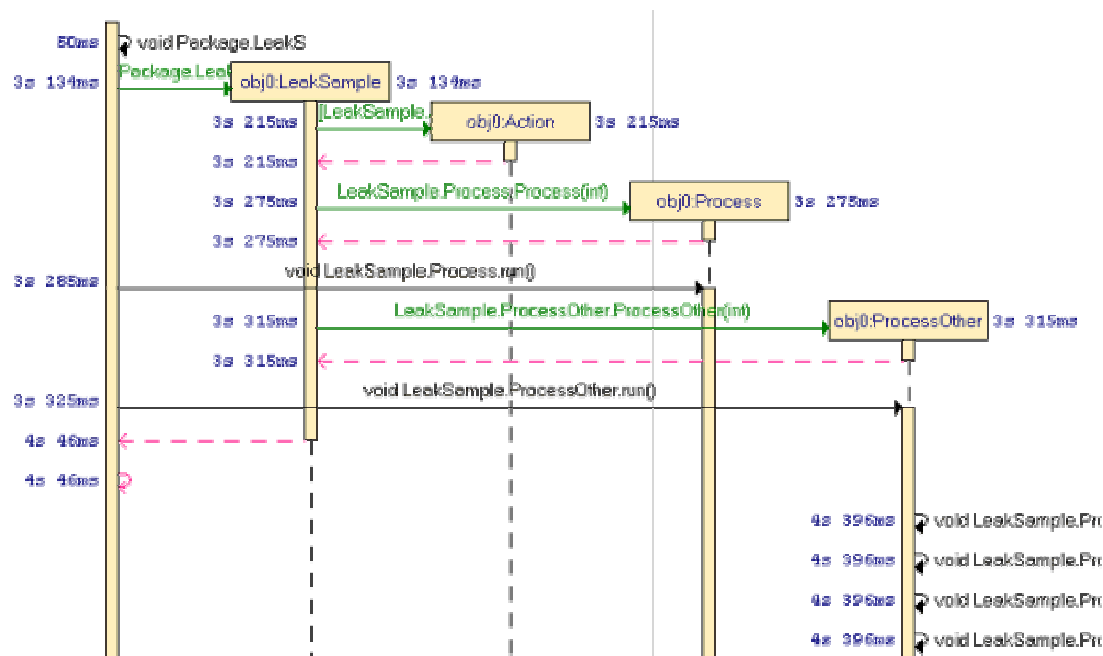 50ms void Package.LeakS
3s 134ms Package.Leak obj0:LeakSample 3s 134ms
3s 215ms [LeakSample. obj0:Action 3s 215ms
3s 215ms
3s 275ms LeakSample.Process.Process(int) obj0:Process 3s 275ms
3s 275ms
3s 285ms void LeakSample.Process.run()
3s 315ms LeakSample.ProcessOther.ProcessOther(int) obj0:ProcessOther 3s 315ms
3s 315ms
3s 325ms void LeakSample.ProcessOther.run()
4s 46ms
4s 46ms
4s 396ms void LeakSample.Pro
4s 396ms void LeakSample.Pro
4s 396ms void LeakSample.Pro
4s 396ms void LeakSample.Pro